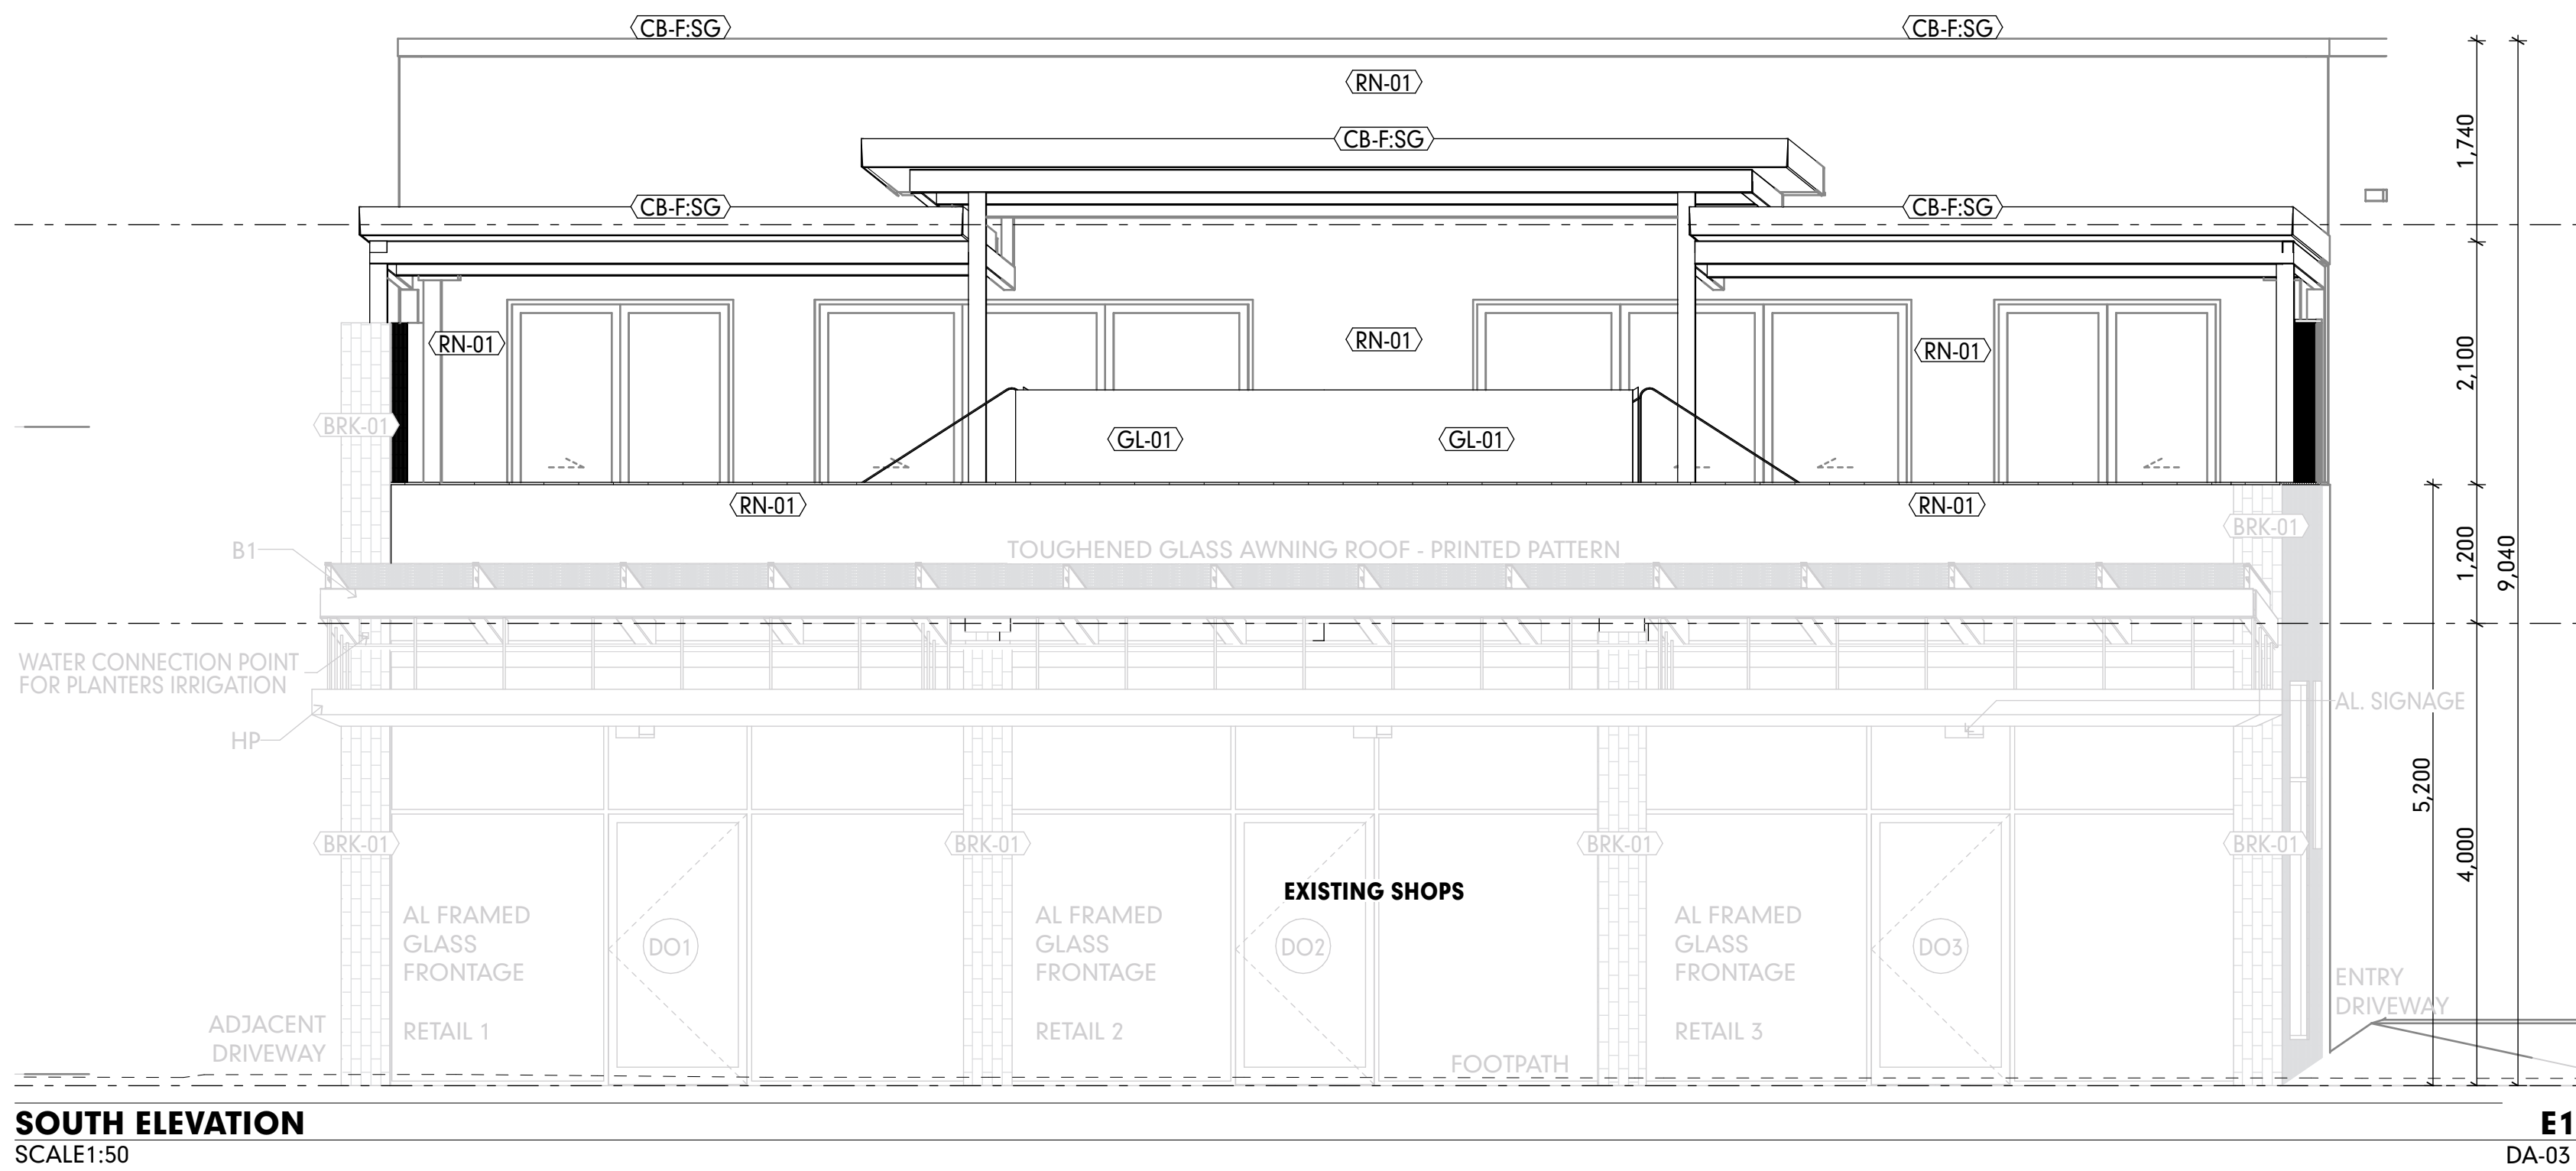 CB-F:SG
CB-F:SG
RN-01
CB-F:SG
1,740
CB-F:SG
CB-F:SG
RN-01
RN-01
RN-01
2,100
BRK-01
GL-01
GL-01
RN-01
RN-01
BRK-01
B1
TOUGHENED GLASS AWNING ROOF - PRINTED PATTERN
1,200
9,040
WATER CONNECTION POINT
FOR PLANTERS IRRIGATION
AL. SIGNAGE
HP
5,200
4,000
BRK-01
BRK-01
BRK-01
BRK-01
EXISTING SHOPS
AL FRAMED
GLASS
FRONTAGE
RETAIL 1
DO1
AL FRAMED
GLASS
FRONTAGE
RETAIL 2
DO2
AL FRAMED
GLASS
FRONTAGE
RETAIL 3
DO3
ENTRY
DRIVEWAY
ADJACENT
DRIVEWAY
FOOTPATH
SOUTH ELEVATION
E1
SCALE1:50
DA-03